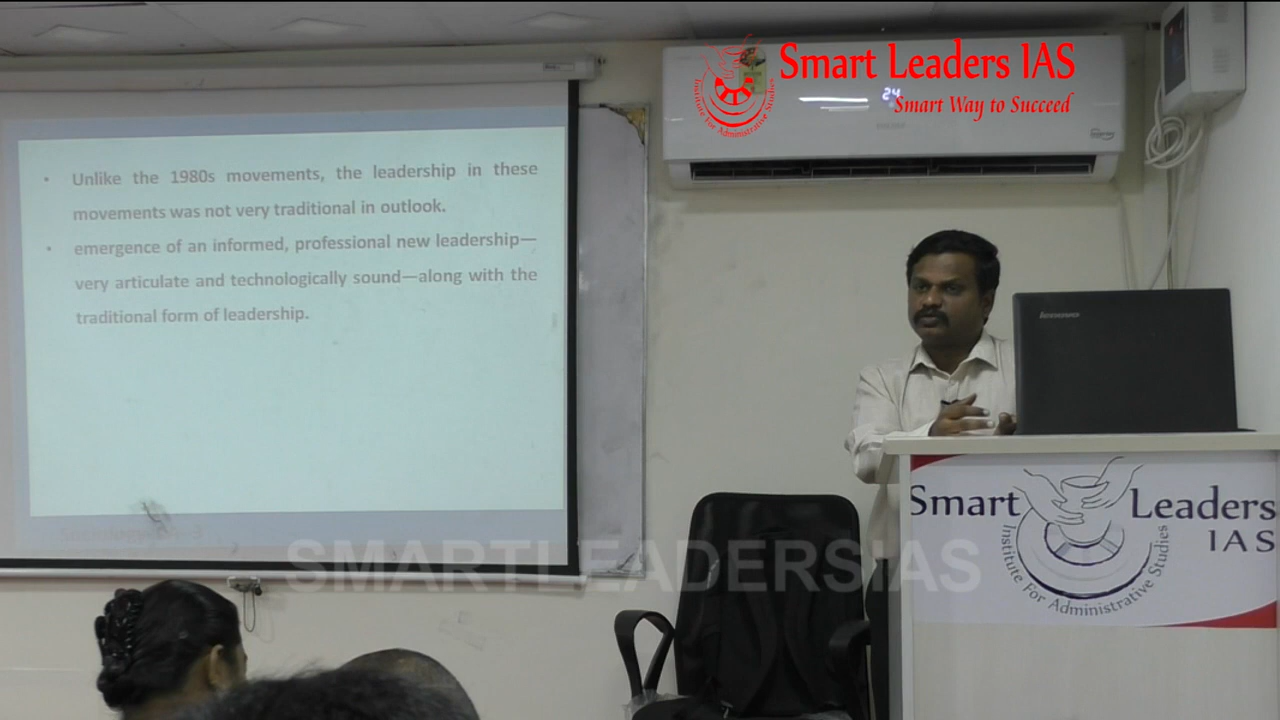 Smart Leaders IAS
Smart Way to Succeed
Institute For Administrative Studies
24
• Unlike the 1980s movements, the leadership in these
movements was not very traditional in outlook.
• emergence of an informed, professional new leadership—
very articulate and technologically sound—along with the
traditional form of leadership.
lenovo
Smart Leaders
IAS
Institute For Administrative Studies
SMARTLEADERSIAS